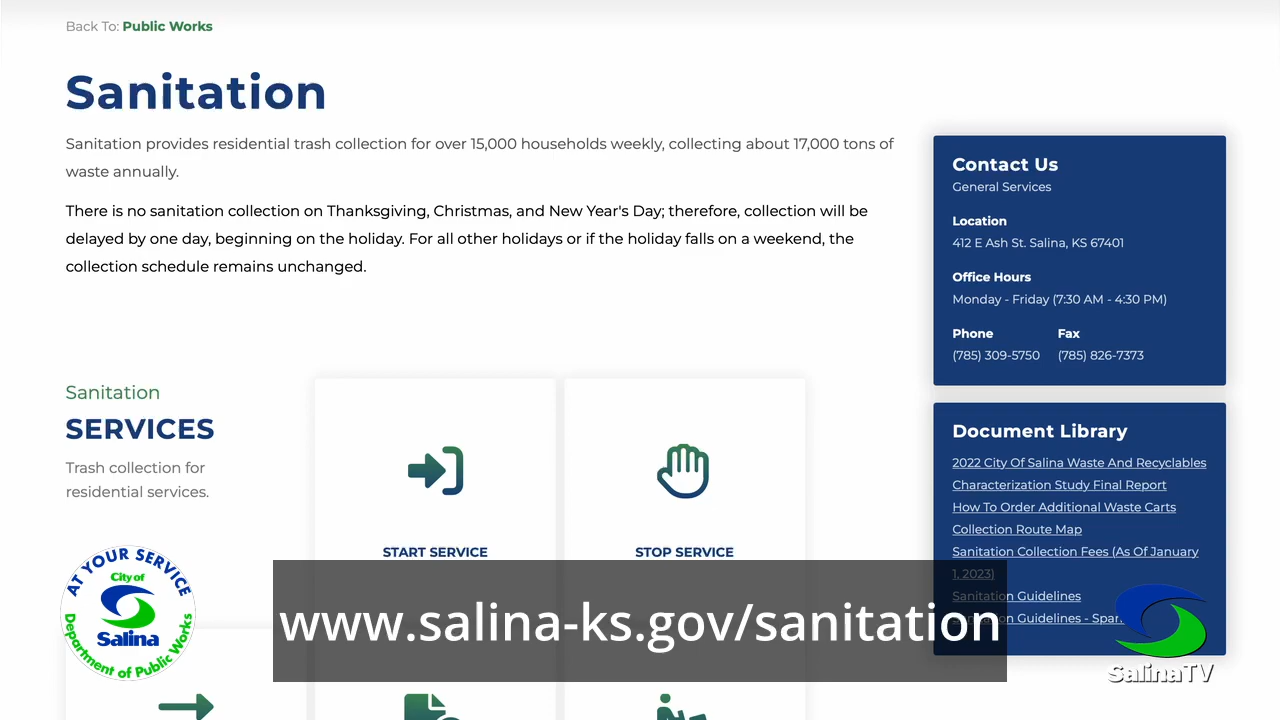 Back To: Public Works
Sanitation
Sanitation provides residential trash collection for over 15,000 households weekly, collecting about 17,000 tons of
waste annually.
There is no sanitation collection on Thanksgiving, Christmas, and New Year's Day; therefore, collection will be
delayed by one day, beginning on the holiday. For all other holidays or if the holiday falls on a weekend, the
collection schedule remains unchanged.
Contact Us
General Services
Location
412 E Ash St. Salina, KS 67401
Office Hours
Monday - Friday (7:30 AM - 4:30 PM)
Phone Fax
(785) 309-5750 (785) 826-7373
Document Library
2022 City Of Salina Waste And Recyclables
Characterization Study Final Report
How To Order Additional Waste Carts
Collection Route Map
Sanitation Collection Fees (As Of January
1, 2023)
Sanitation Guidelines
Sanitation Guidelines -
Sanitation
SERVICES
Trash collection for
residential services.
START SERVICE
STOP SERVICE
AT YOUR SERVICE
City of
Salina
Department of Public Works
www.salina-ks.gov/sanitation
SalinaTV